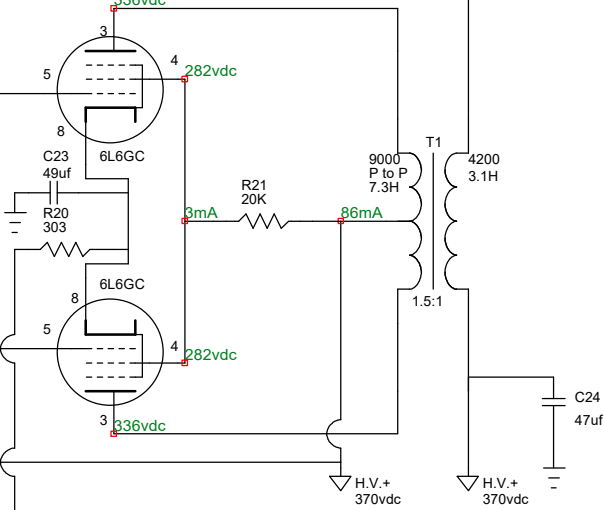 336vdc
3
4
282vdc
5
8
6L6GC
C23
49uf
R20
303
3mA
R21
20K
86mA
9000
P to P
7.3H
T1
4200
3.1H
1.5:1
6L6GC
8
5
4
282vdc
3
336vdc
C24
47uf
H.V.+
370vdc
H.V.+
370vdc